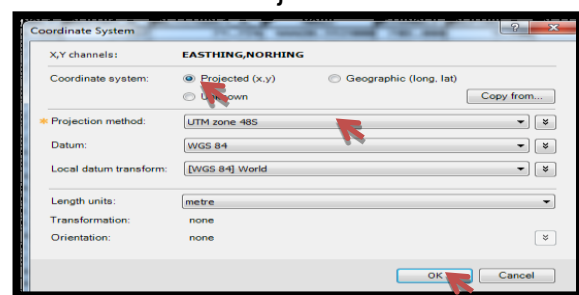 Coordinate System
X,Y channels: EASTHING,NORHING
Coordinate system: Projected (x,y) Geographic (long, lat)
Copy from...
* Projection method: UTM zone 48S
Datum: WGS 84
Local datum transform: [WGS 84] World
Length units: metre
Transformation: none
Orientation: none
OK Cancel